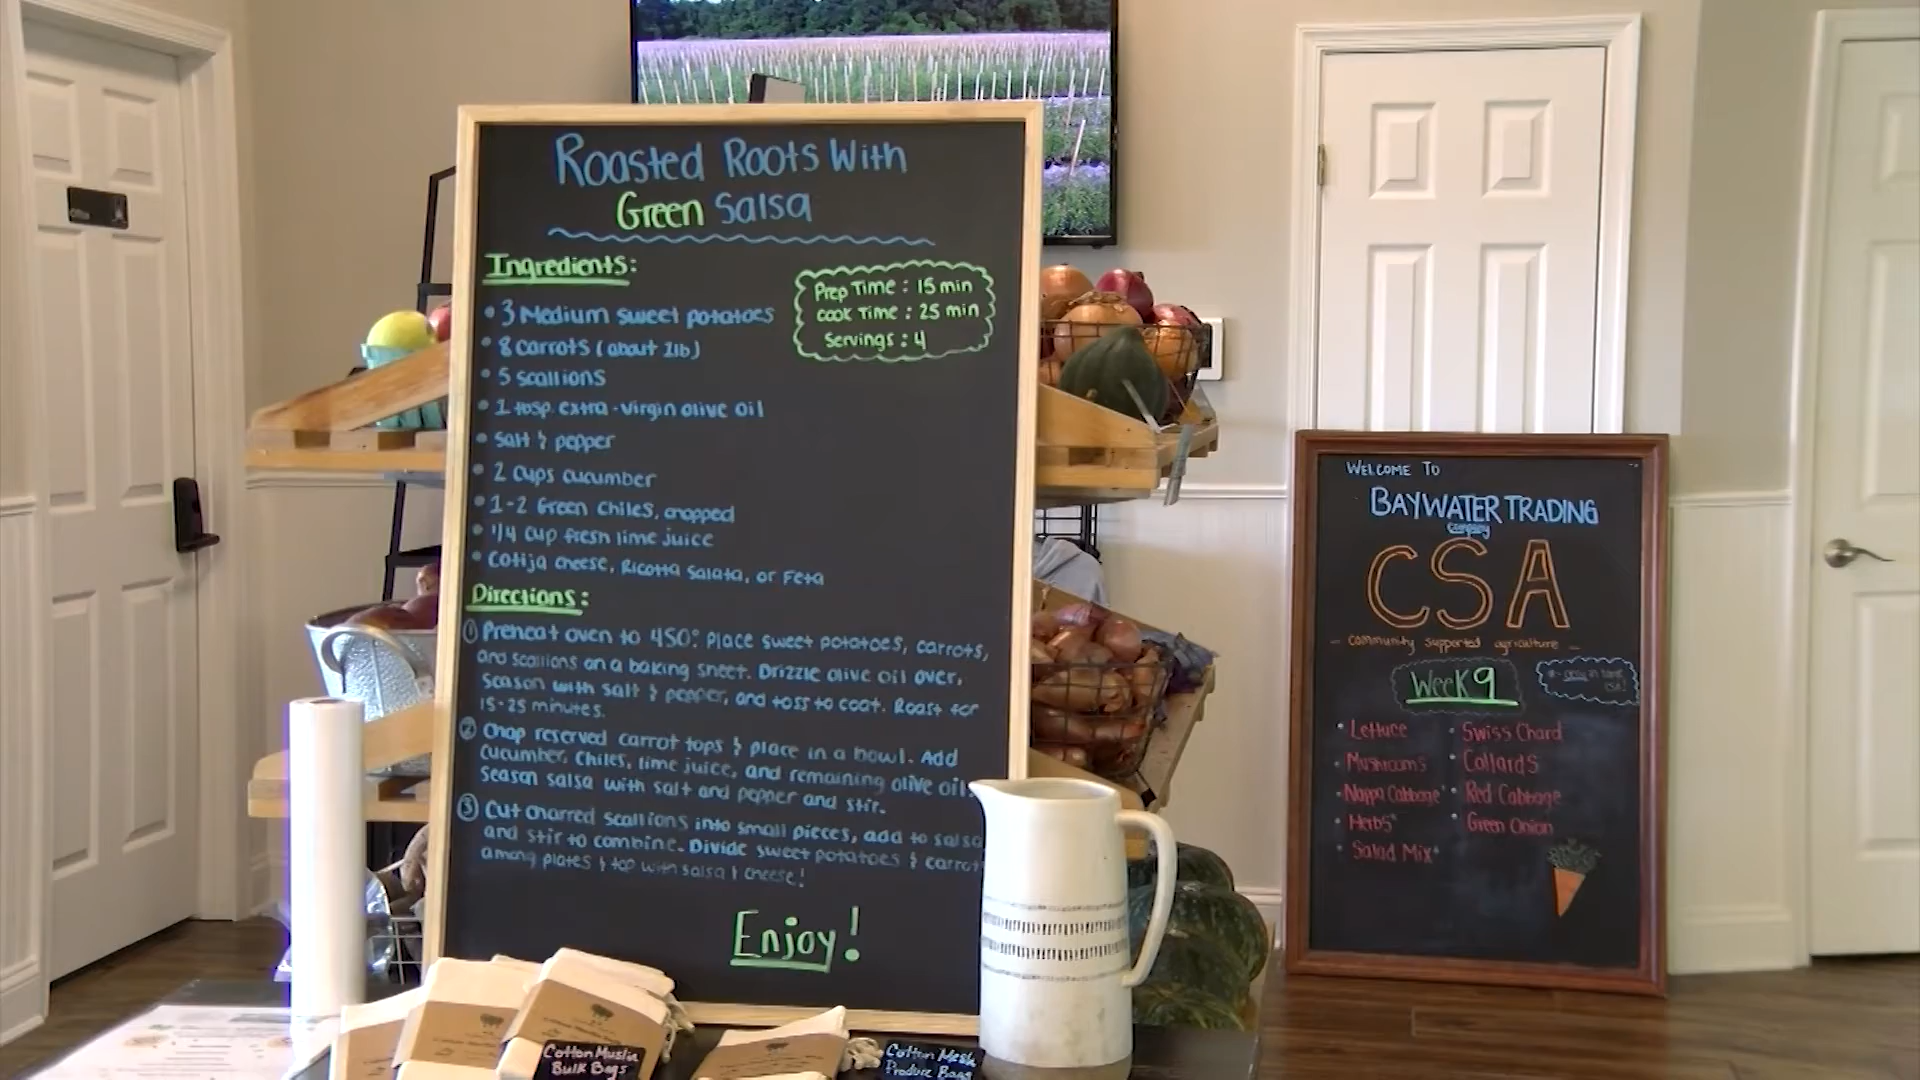 Office
Roasted Roots With
Green Salsa
Ingredients:
• 3 Medium sweet potatoes
• 8 carrots (about 1lb)
• 5 scallions
• 1 tbsp. extra-virgin olive oil
• salt & pepper
• 2 cups cucumber
• 1-2 Green chiles, chopped
• 1/4 cup fresh lime juice
• Cotija cheese, Ricotta Salata, or Feta
Prep Time: 15 min
cook Time: 25 min
Servings: 4
Directions:
① Preheat oven to 450°. Place sweet potatoes, carrots,
and scallions on a baking sheet. Drizzle olive oil over,
season with salt & pepper, and toss to coat. Roast for
15-25 minutes.
② Chop reserved carrot tops & place in a bowl. Add
cucumber, chiles, lime juice, and remaining olive oil.
Season salsa with salt and pepper and stir.
③ Cut charred scallions into small pieces, add to salsa
and stir to combine. Divide sweet potatoes & carrot
among plates & top with salsa & cheese!
Enjoy!
Cotton Muslin
Bulk Bags
Cotton Mesh
Produce Bags
WELCOME TO
BAYWATER TRADING
company
CSA
- community supported agriculture -
Week 9
• Lettuce
• Mushrooms
• Nappa Cabbage*
• Herbs*
• Salad Mix*
• Swiss Chard
• Collards
• Red Cabbage
• Green Onion